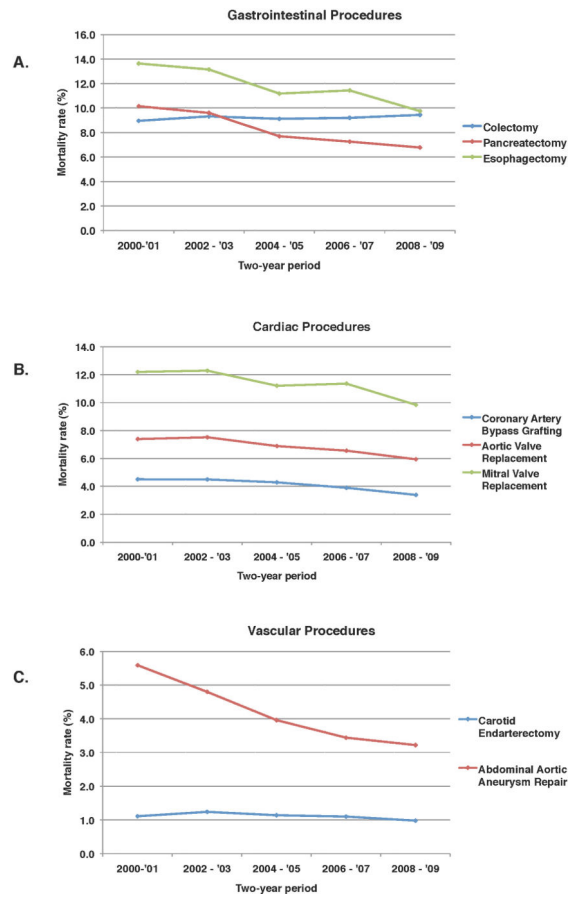 Gastrointestinal Procedures
A.
16.0
14.0
12.0
10.0
8.0
6.0
4.0
2.0
0.0
Mortality rate (%)
2000-'01 2002 - '03 2004 - '05 2006 - '07 2008 - '09
Two-year period
Colectomy
Pancreatectomy
Esophagectomy
Cardiac Procedures
B.
14.0
12.0
10.0
8.0
6.0
4.0
2.0
0.0
Mortality rate (%)
2000-'01 2002 - '03 2004 - '05 2006 - '07 2008 - '09
Two-year period
Coronary Artery
Bypass Grafting
Aortic Valve
Replacement
Mitral Valve
Replacement
Vascular Procedures
C.
6.0
5.0
4.0
3.0
2.0
1.0
0.0
Mortality rate (%)
2000-'01 2002 - '03 2004 - '05 2006 - '07 2008 - '09
Two-year period
Carotid
Endarterectomy
Abdominal Aortic
Aneurysm Repair